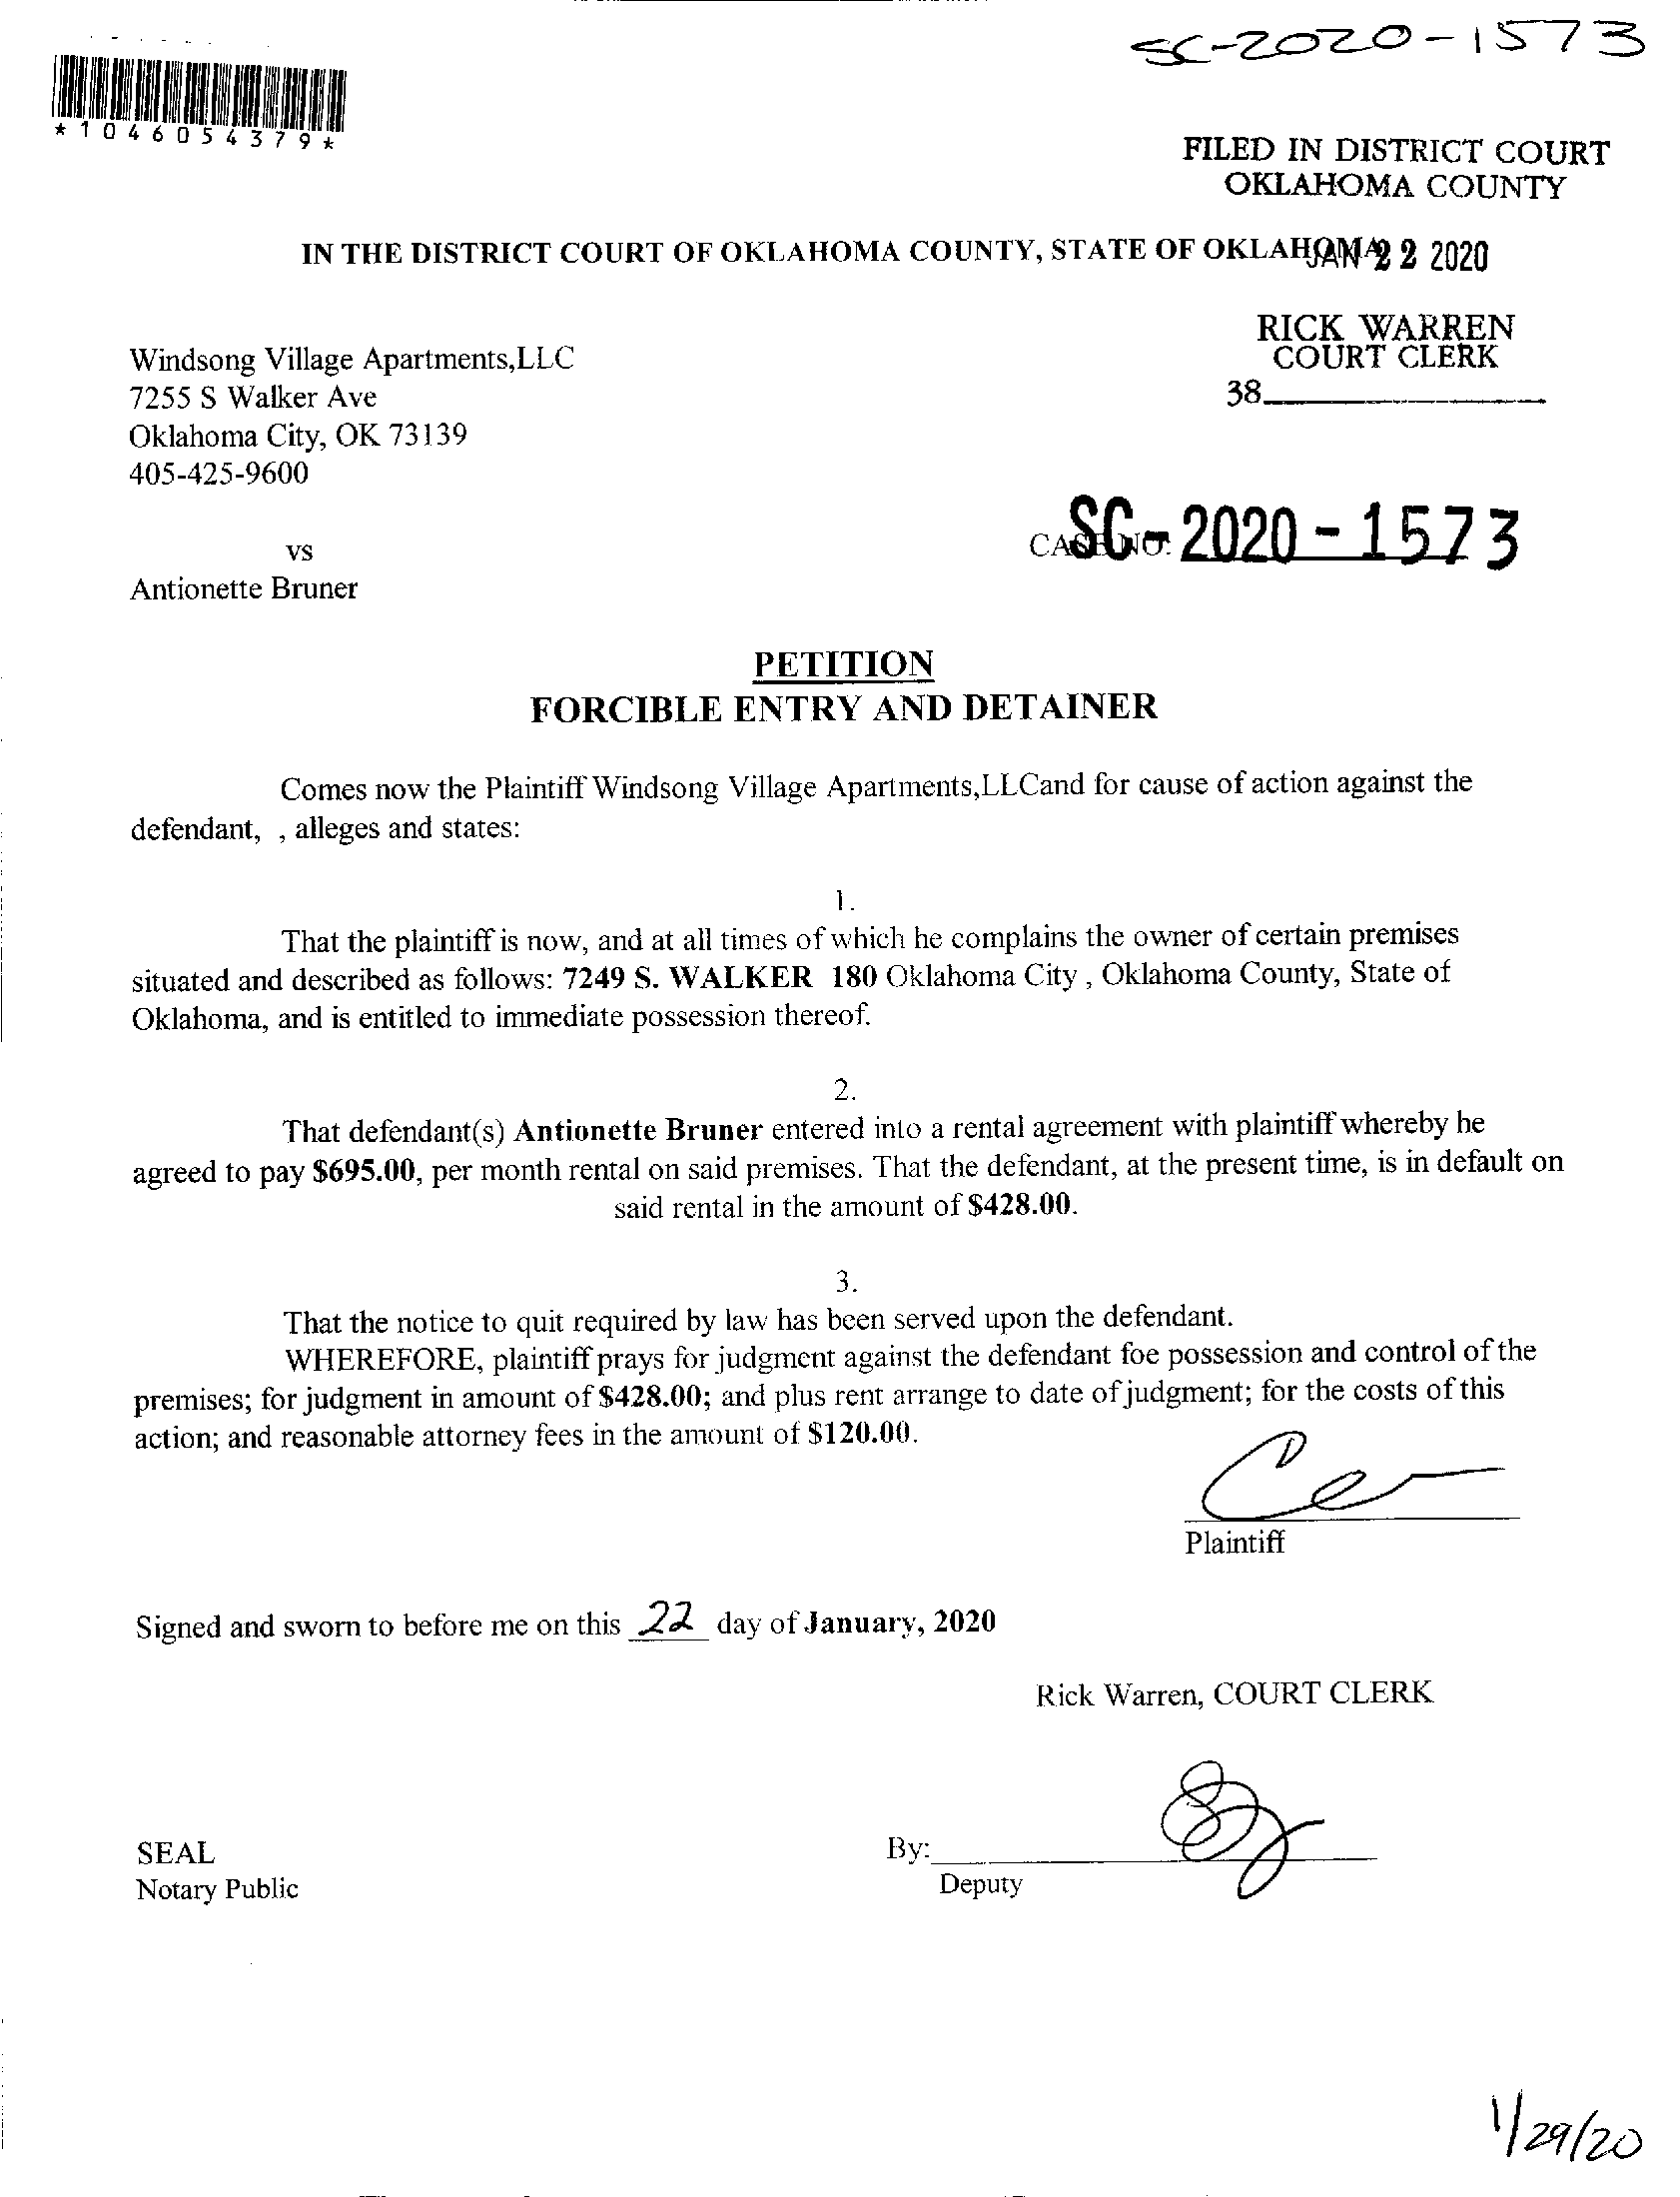 SC-2020-1573
*1046054379*
FILED IN DISTRICT COURT
OKLAHOMA COUNTY
IN THE DISTRICT COURT OF OKLAHOMA COUNTY, STATE OF OKLAHOMA
JAN 22 2020
RICK WARREN
COURT CLERK
38
Windsong Village Apartments,LLC
7255 S Walker Ave
Oklahoma City, OK 73139
405-425-9600
CASE NO. SC-2020-1573
vs
Antionette Bruner
PETITION
FORCIBLE ENTRY AND DETAINER
Comes now the Plaintiff Windsong Village Apartments,LLCand for cause of action against the
defendant, , alleges and states:
1.
That the plaintiff is now, and at all times of which he complains the owner of certain premises
situated and described as follows: 7249 S. WALKER 180 Oklahoma City , Oklahoma County, State of
Oklahoma, and is entitled to immediate possession thereof.
2.
That defendant(s) Antionette Bruner entered into a rental agreement with plaintiff whereby he
agreed to pay $695.00, per month rental on said premises. That the defendant, at the present time, is in default on
said rental in the amount of $428.00.
3.
That the notice to quit required by law has been served upon the defendant.
WHEREFORE, plaintiff prays for judgment against the defendant foe possession and control of the
premises; for judgment in amount of $428.00; and plus rent arrange to date of judgment; for the costs of this
action; and reasonable attorney fees in the amount of $120.00.
Plaintiff
Signed and sworn to before me on this 22 day of January, 2020
Rick Warren, COURT CLERK
SEAL
By:
Notary Public
Deputy
1/29/20